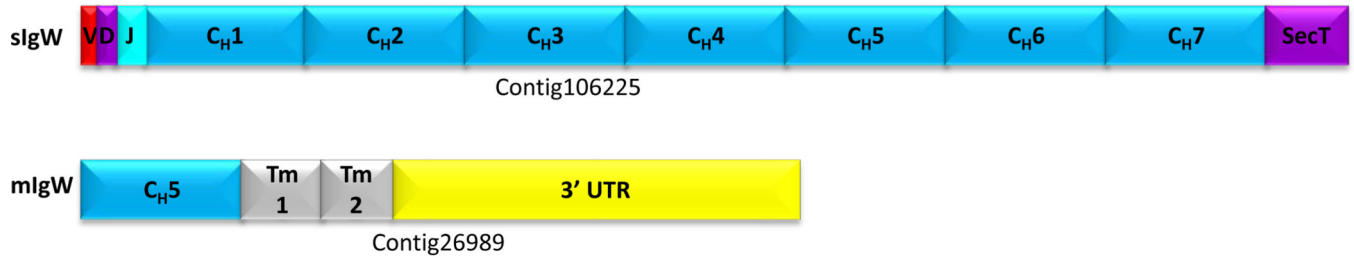 sIgW V D J CH1 CH2 CH3 CH4 CH5 CH6 CH7 SecT
Contig106225
mIgW CH5 Tm 1 Tm 2 3' UTR
Contig26989